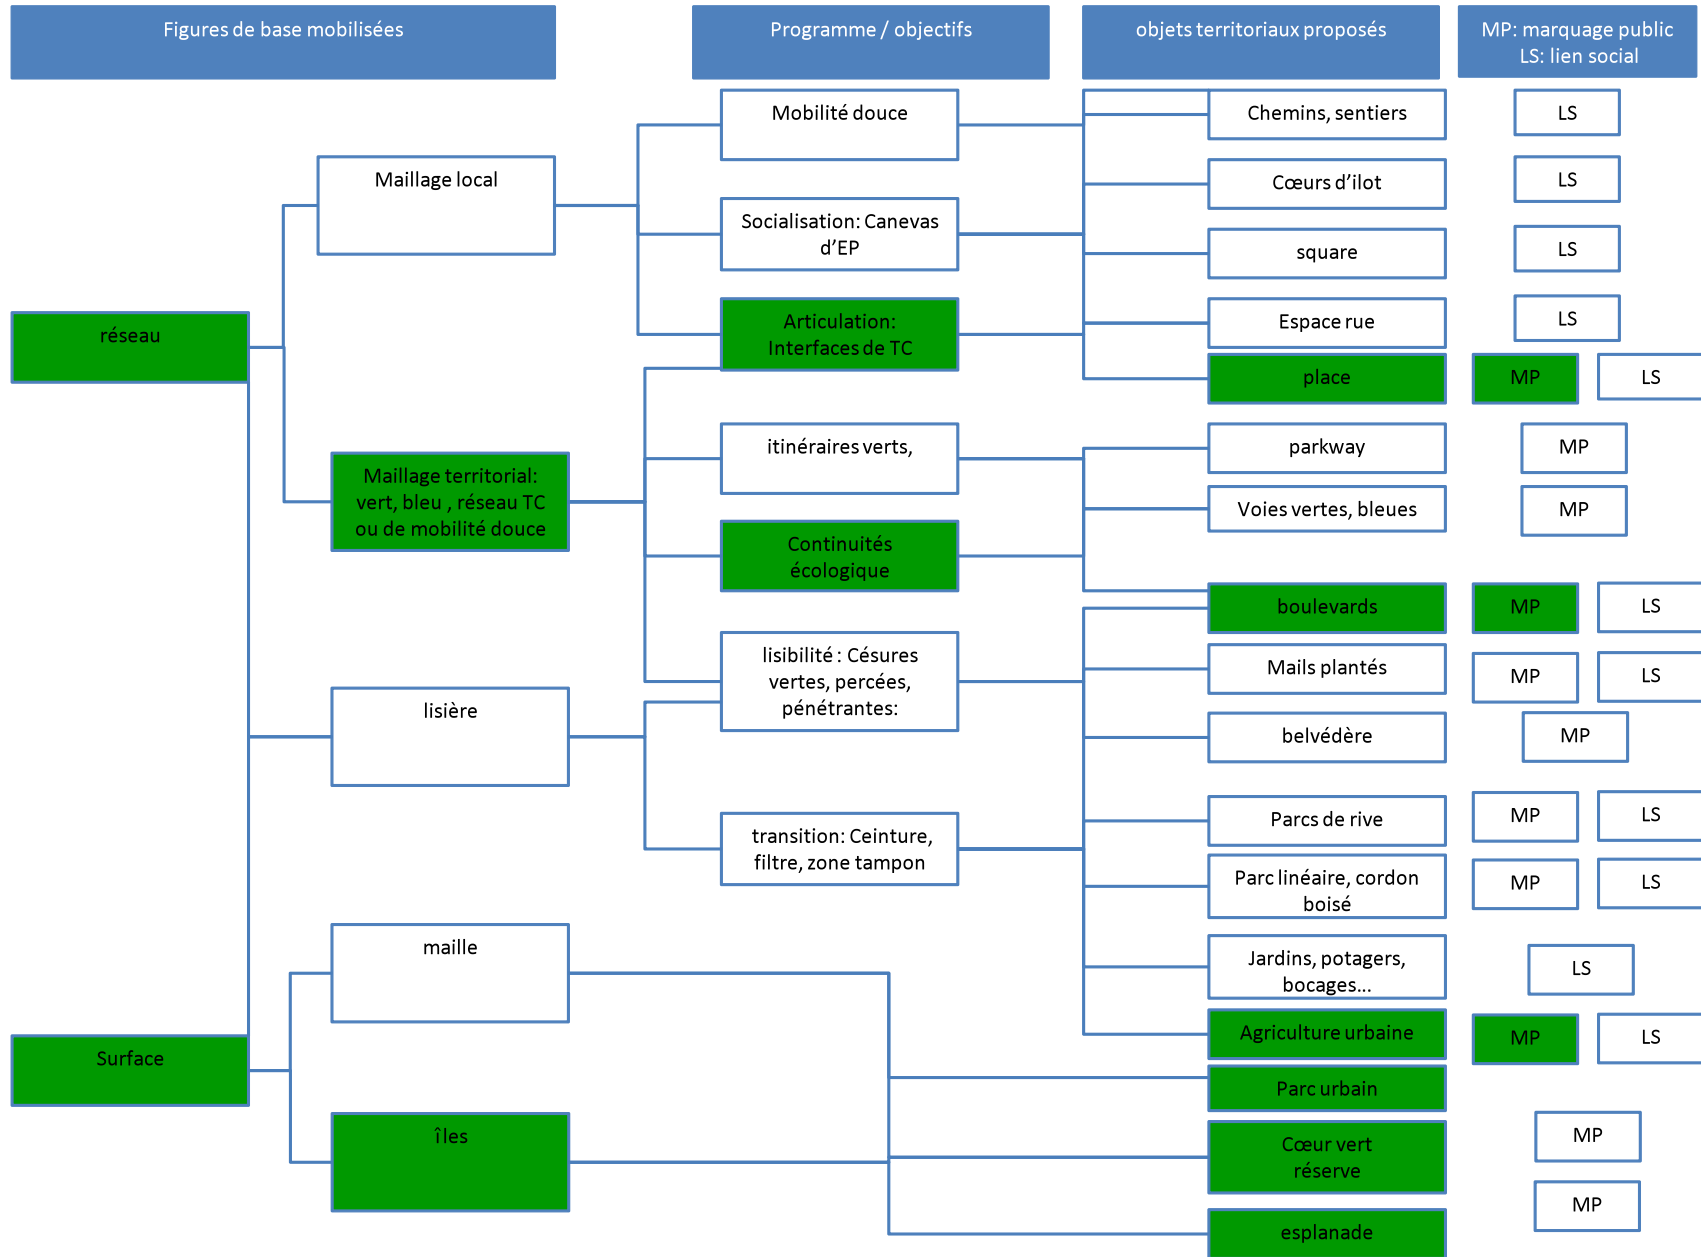 Figures de base mobilisées
Programme / objectifs
objets territoriaux proposés
MP: marquage public
LS: lien social
Mobilité douce
Chemins, sentiers
LS
Maillage local
Cœurs d’ilot
LS
Socialisation: Canevas
d’EP
square
LS
réseau
Articulation:
Interfaces de TC
Espace rue
LS
place
MP
LS
Maillage territorial:
vert, bleu , réseau TC
ou de mobilité douce
itinéraires verts,
parkway
MP
Voies vertes, bleues
MP
Continuités
écologique
boulevards
MP
LS
lisière
lisibilité : Césures
vertes, percées,
pénétrantes:
Mails plantés
MP
LS
belvédère
MP
transition: Ceinture,
filtre, zone tampon
Parcs de rive
MP
LS
Parc linéaire, cordon
boisé
MP
LS
maille
Jardins, potagers,
bocages...
LS
Surface
Agriculture urbaine
MP
LS
Parc urbain
îles
Cœur vert
réserve
MP
esplanade
MP